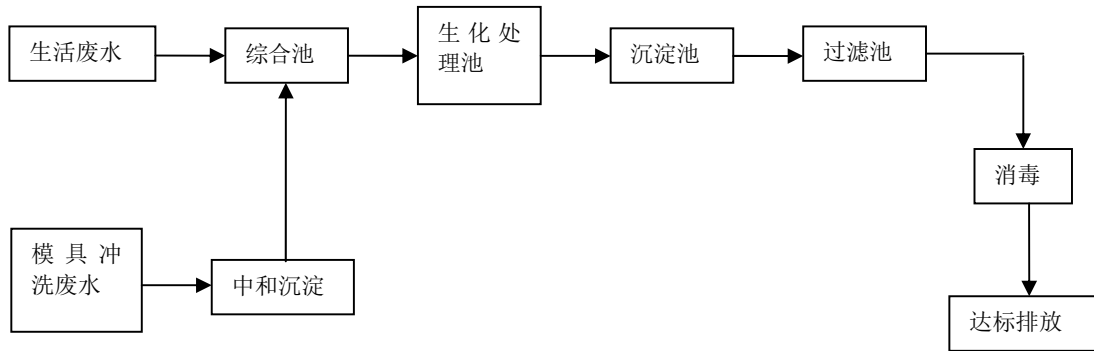 生活废水
综合池
生化处
理池
沉淀池
过滤池
消毒
模具冲
洗废水
中和沉淀
达标排放